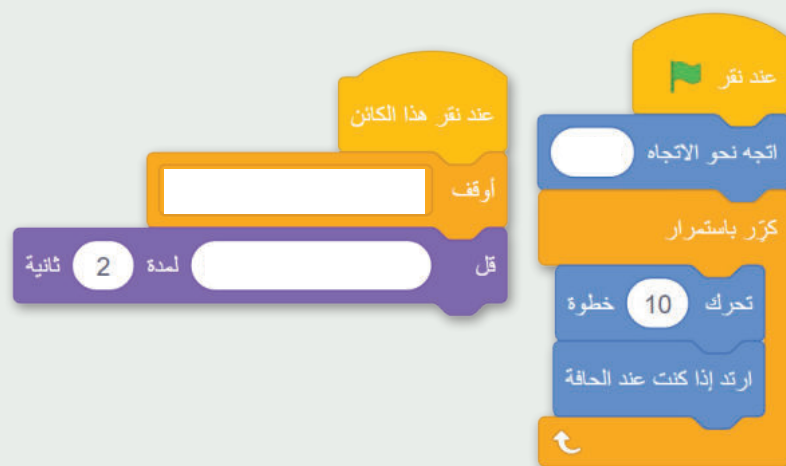 عند نقر
اتجه نحو الاتجاه
كرّر باستمرار
تحرك 10 خطوة
ارتد إذا كنت عند الحافة
عند نقر هذا الكائن
أوقف
قل لمدة 2 ثانية